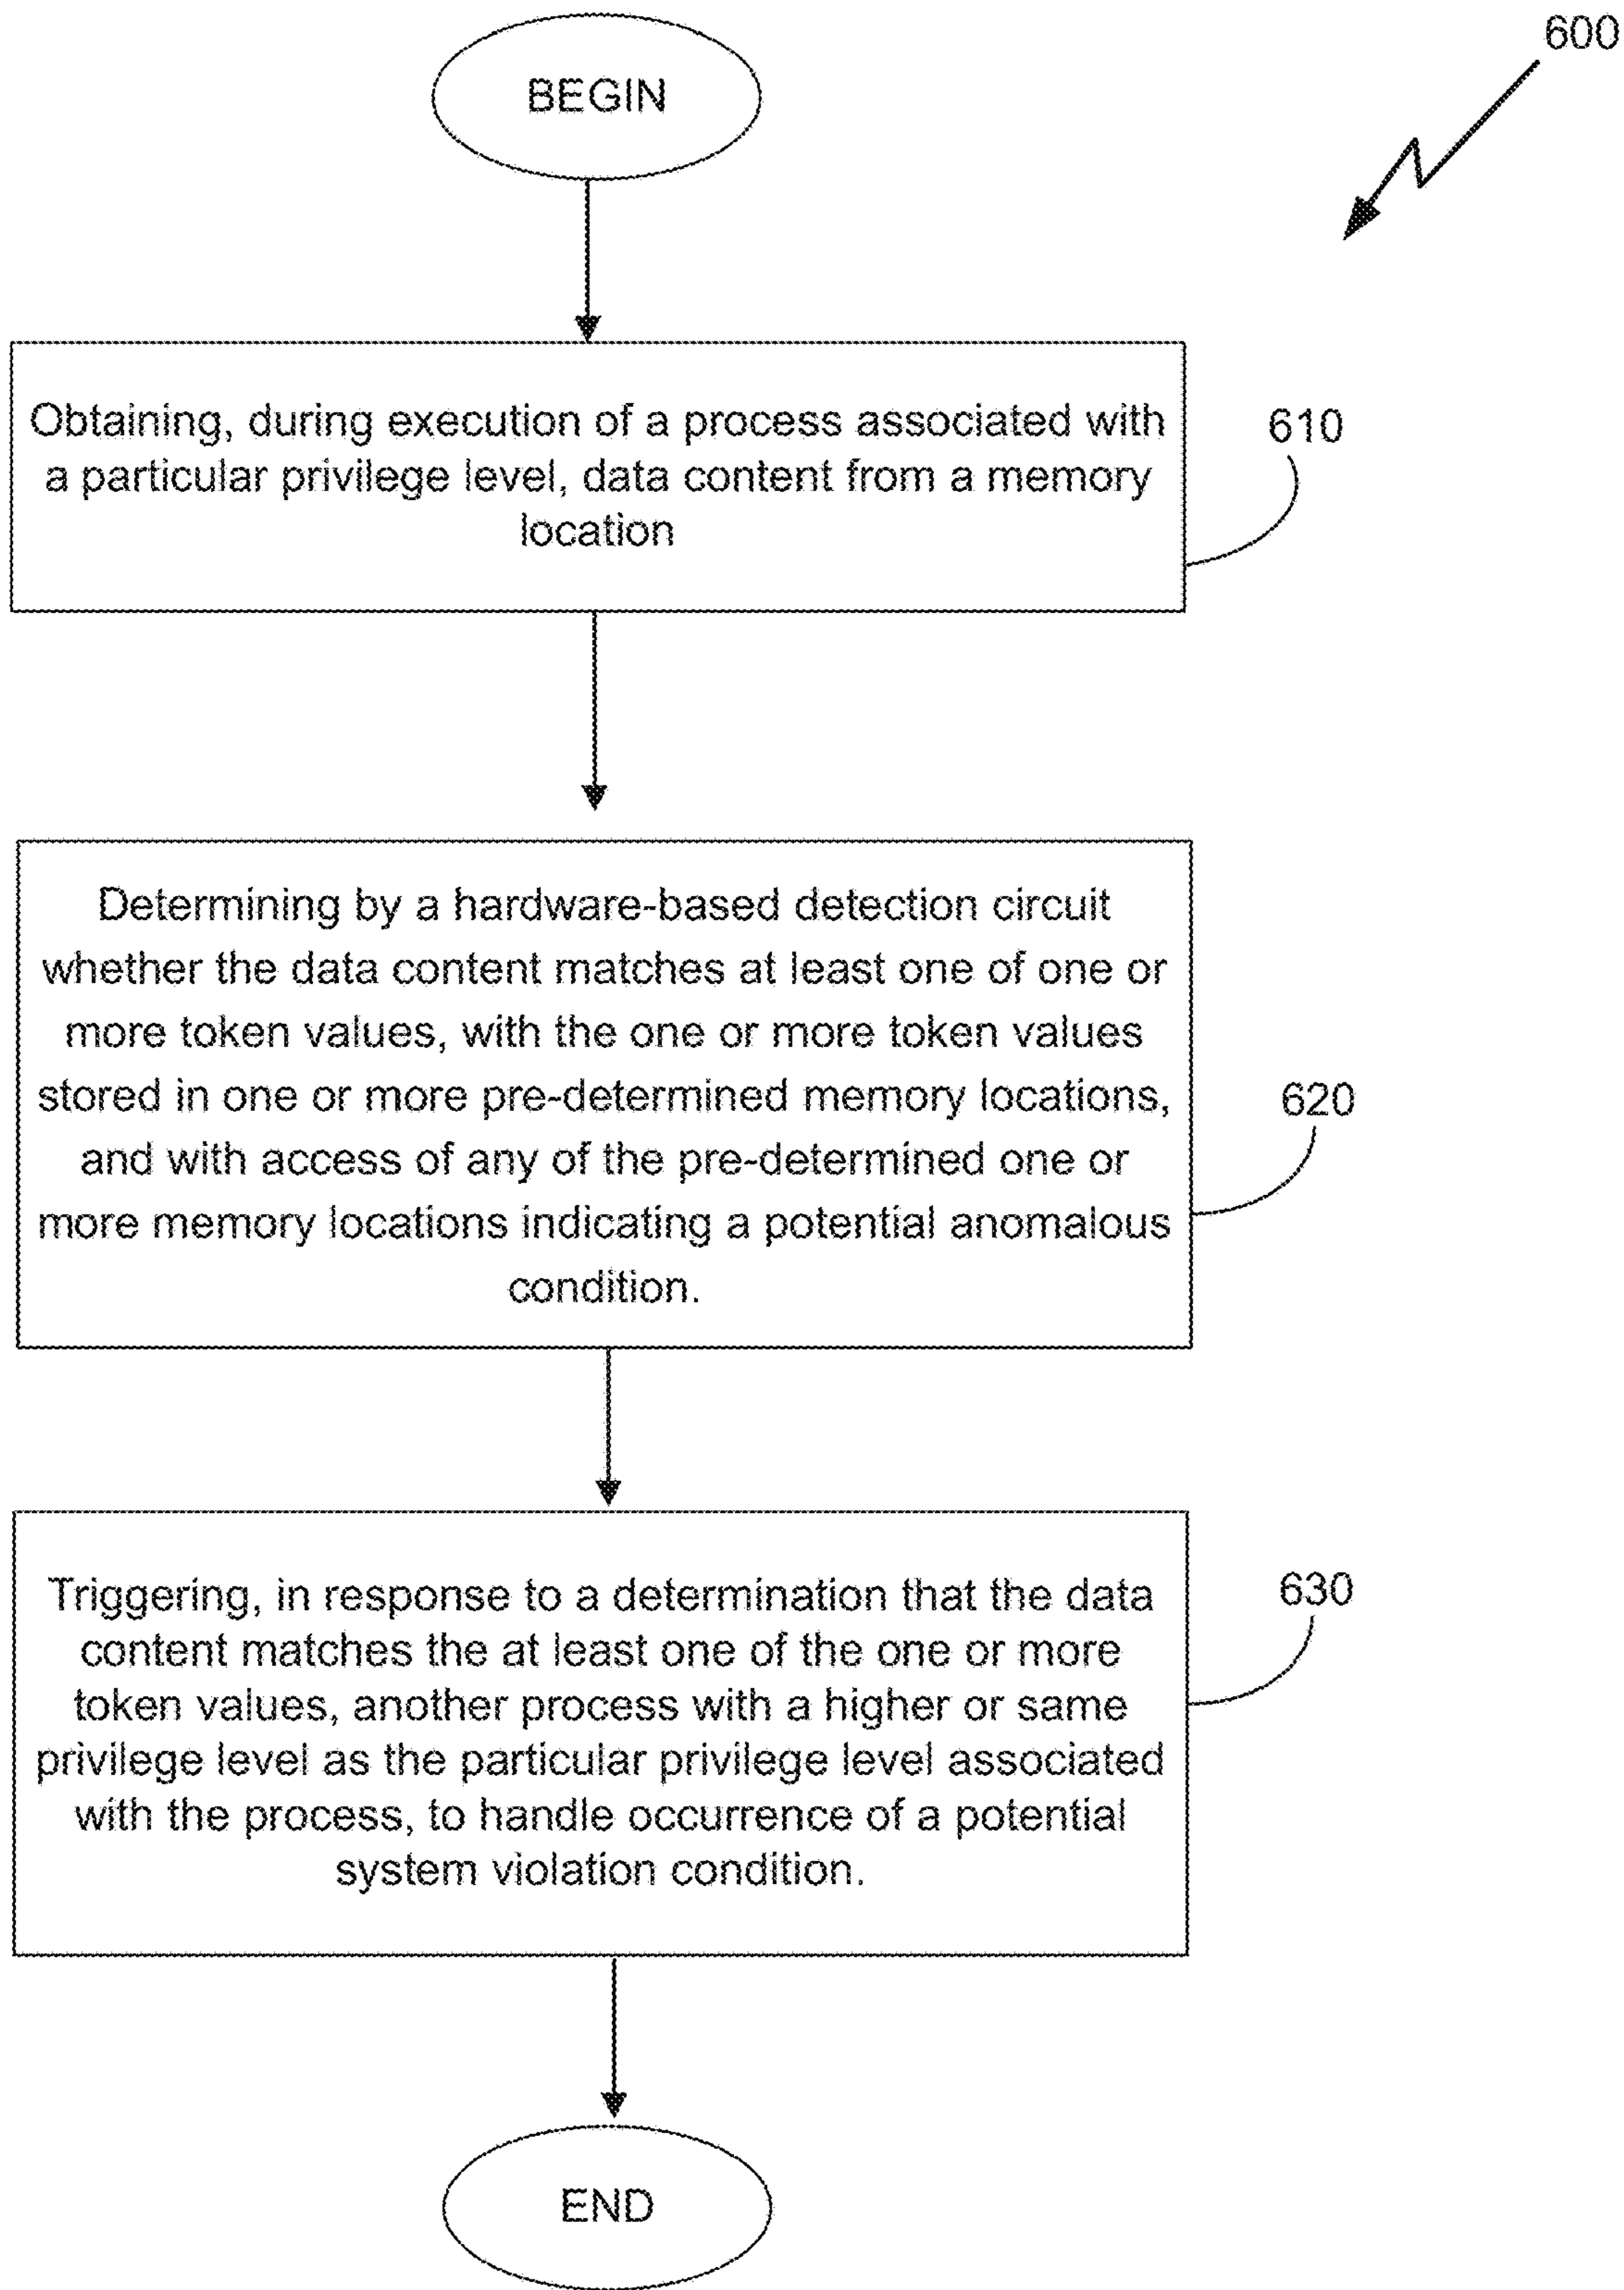 600
BEGIN
Obtaining, during execution of a process associated with
a particular privilege level, data content from a memory
location
610
Determining by a hardware-based detection circuit
whether the data content matches at least one of one or
more token values, with the one or more token values
stored in one or more pre-determined memory locations,
and with access of any of the pre-determined one or
more memory locations indicating a potential anomalous
condition.
620
Triggering, in response to a determination that the data
content matches the at least one of the one or more
token values, another process with a higher or same
privilege level as the particular privilege level associated
with the process, to handle occurrence of a potential
system violation condition.
630
END